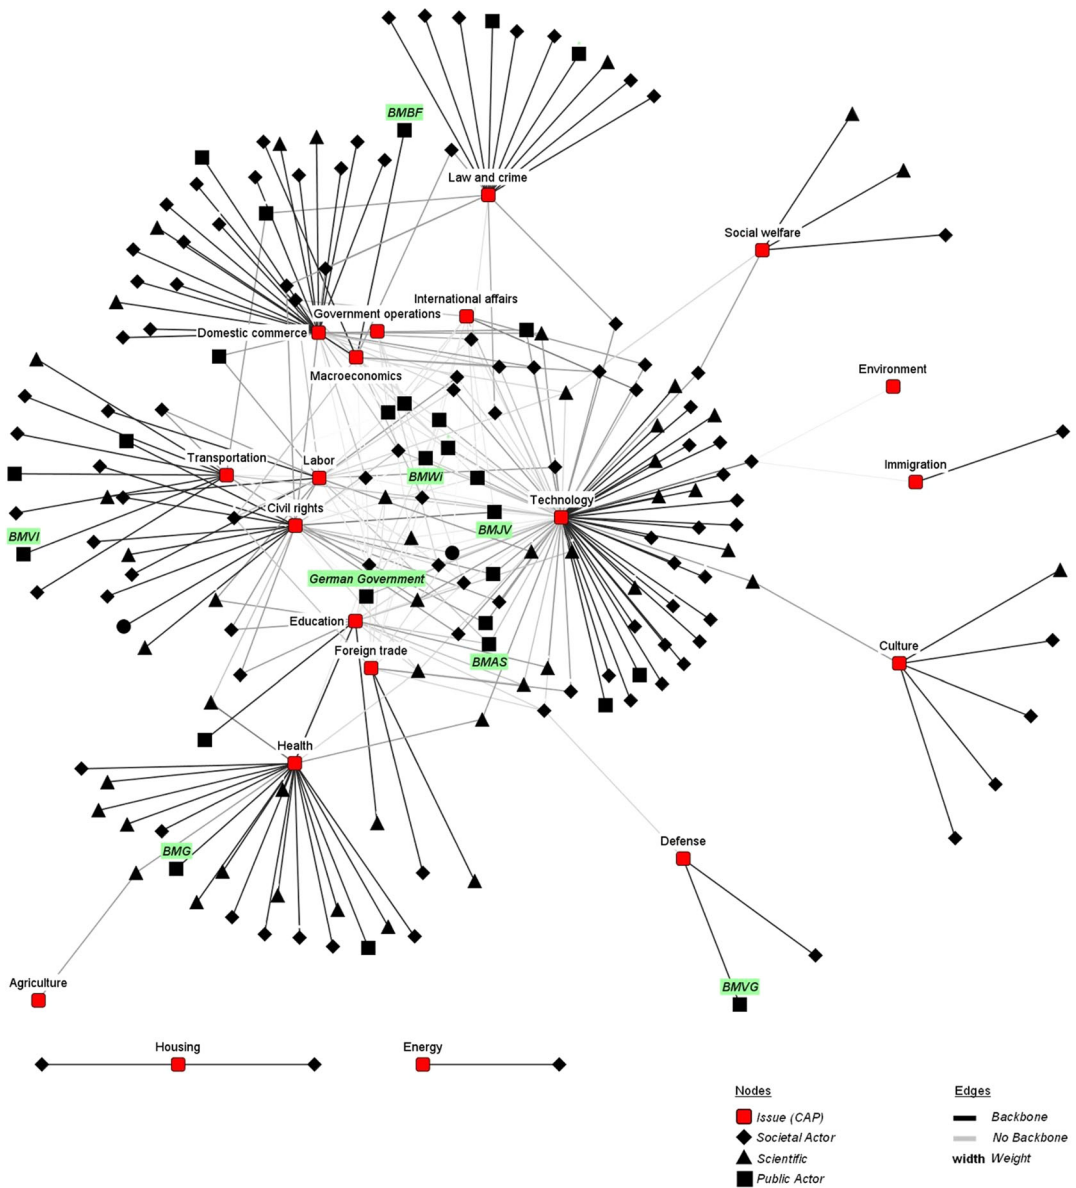 BMBF
Law and crime
Social welfare
International affairs
Government operations
Domestic commerce
Macroeconomics
Environment
Transportation
Labor
BMWi
Immigration
Technology
Civil rights
BMJV
BMVI
German Government
Education
Foreign trade
BMAS
Culture
Health
BMG
Defense
Agriculture
BMVG
Housing
Energy
Nodes
Edges
Issue (CAP)
Backbone
Societal Actor
No Backbone
Scientific
width Weight
Public Actor